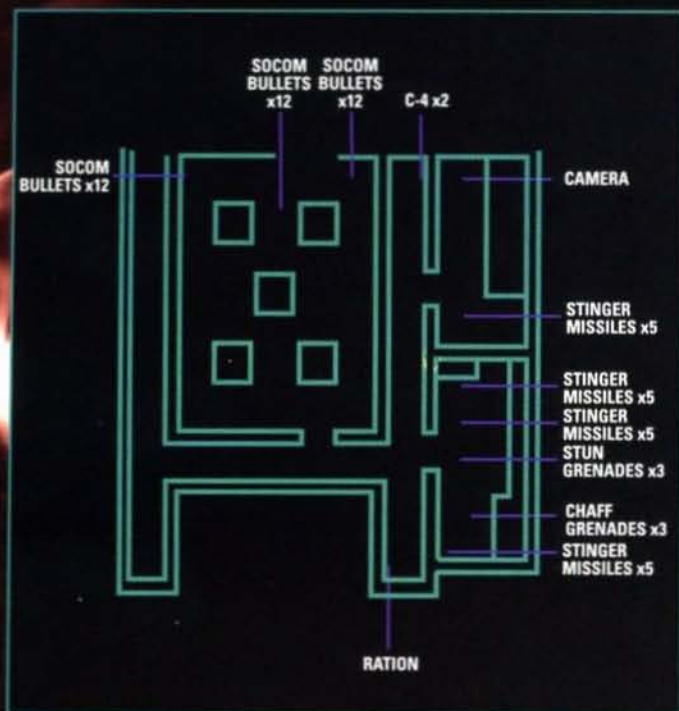 SOCOM
BULLETS
x12
SOCOM
BULLETS
x12
C-4 x2
SOCOM
BULLETS x12
CAMERA
STINGER
MISSILES x5
STINGER
MISSILES x5
STINGER
MISSILES x5
STUN
GRENADES x3
CHAFF
GRENADES x3
STINGER
MISSILES x5
RATION